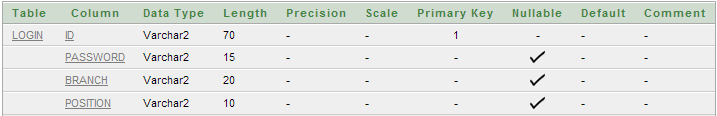 Table Column Data Type Length Precision Scale Primary Key Nullable Default Comment
LOGIN ID Varchar2 70 - - 1 - - -
PASSWORD Varchar2 15 - - - ✓ - -
BRANCH Varchar2 20 - - - ✓ - -
POSITION Varchar2 10 - - - ✓ - -